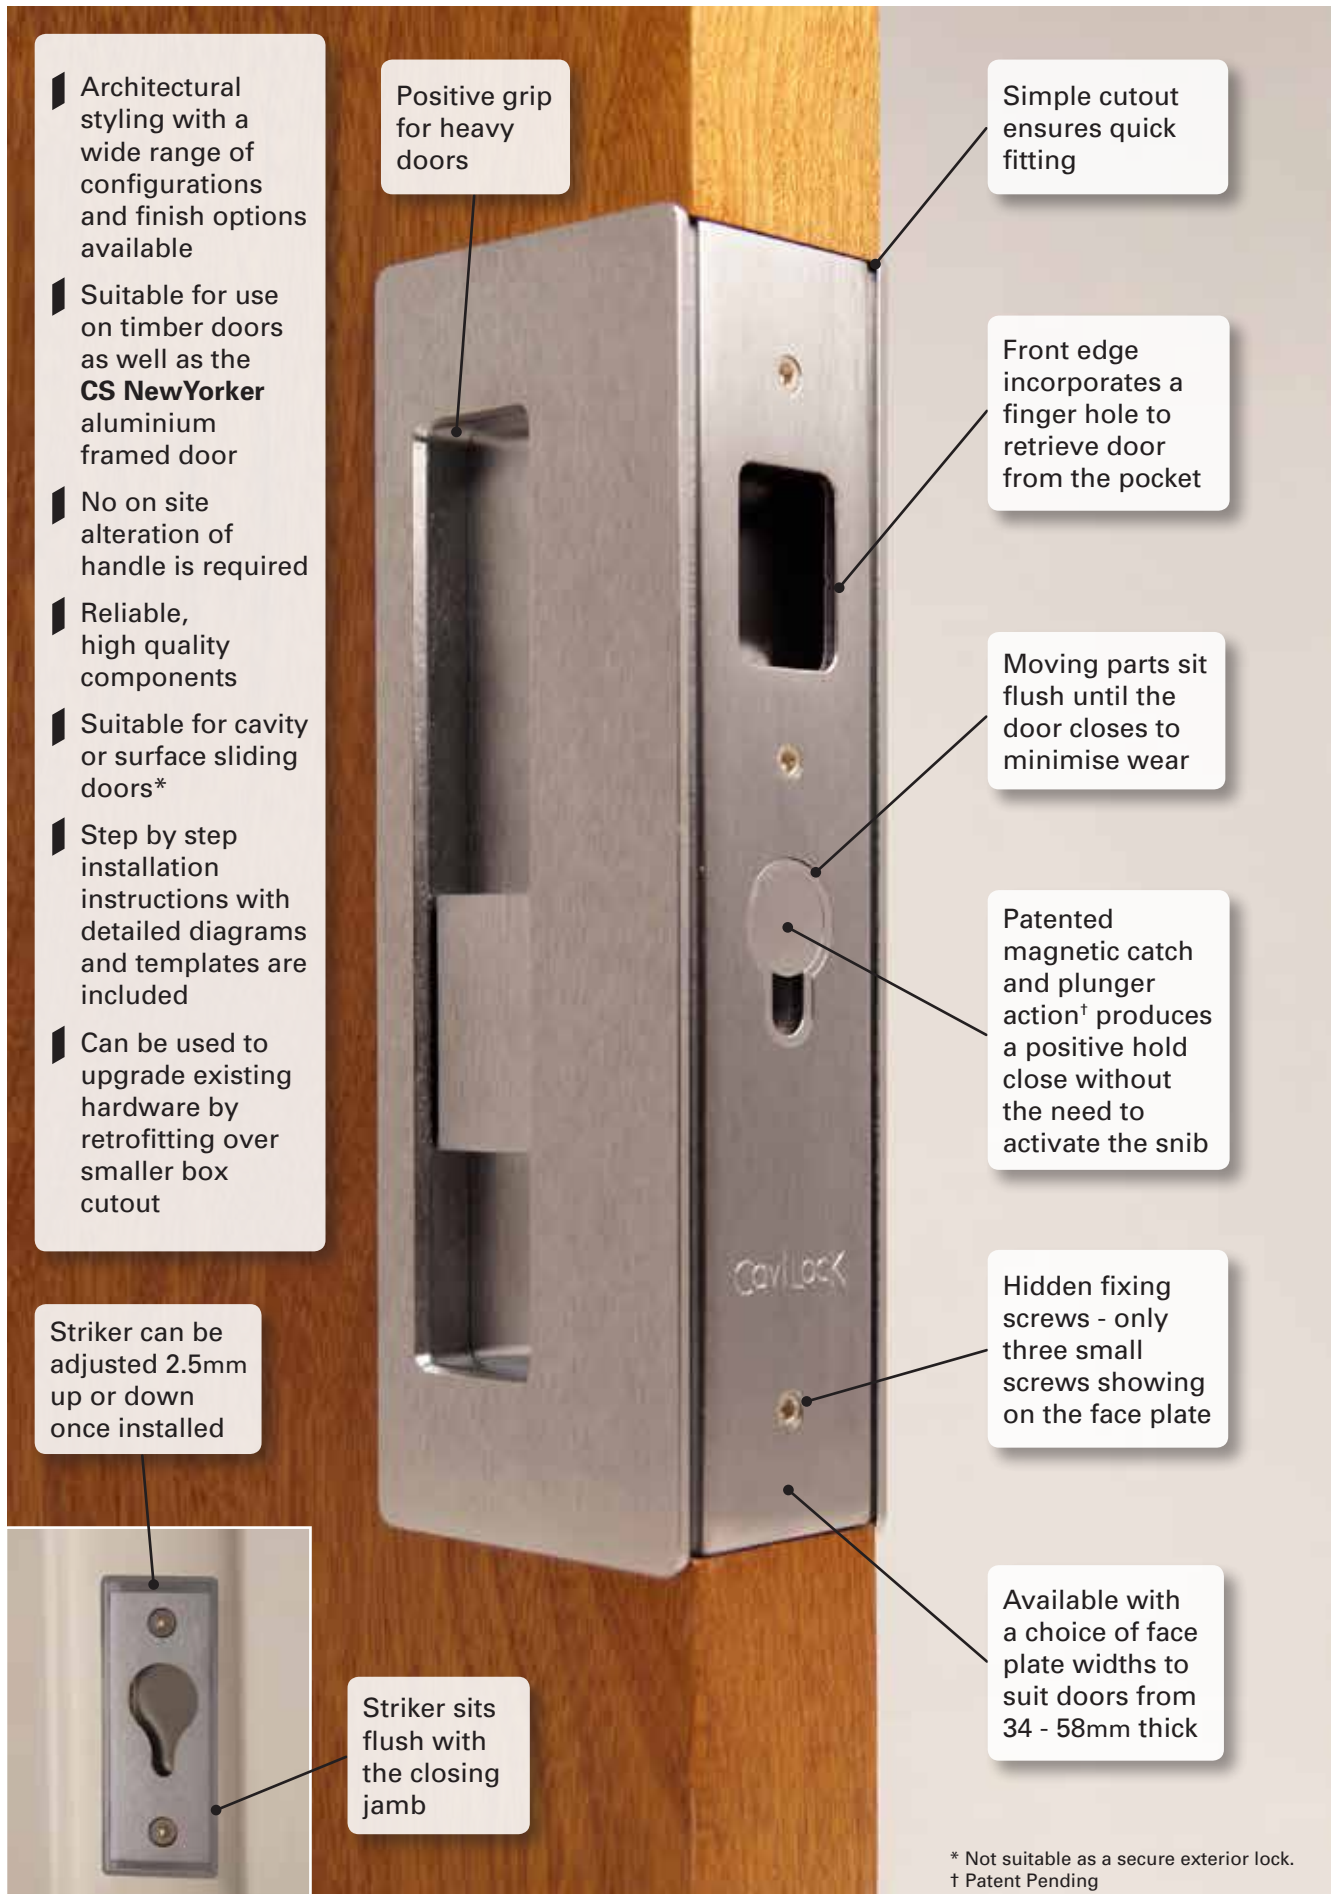 Architectural
styling with a
wide range of
configurations
and finish options
available
Suitable for use
on timber doors
as well as the
CS NewYorker
aluminium
framed door
No on site
alteration of
handle is required
Reliable,
high quality
components
Suitable for cavity
or surface sliding
doors*
Step by step
installation
instructions with
detailed diagrams
and templates are
included
Can be used to
upgrade existing
hardware by
retrofitting over
smaller box
cutout
Positive grip
for heavy
doors
Simple cutout
ensures quick
fitting
Front edge
incorporates a
finger hole to
retrieve door
from the pocket
Moving parts sit
flush until the
door closes to
minimise wear
Patented
magnetic catch
and plunger
action† produces
a positive hold
close without
the need to
activate the snib
CaviLock
Hidden fixing
screws - only
three small
screws showing
on the face plate
Available with
a choice of face
plate widths to
suit doors from
34 - 58mm thick
Striker can be
adjusted 2.5mm
up or down
once installed
Striker sits
flush with
the closing
jamb
* Not suitable as a secure exterior lock.
† Patent Pending